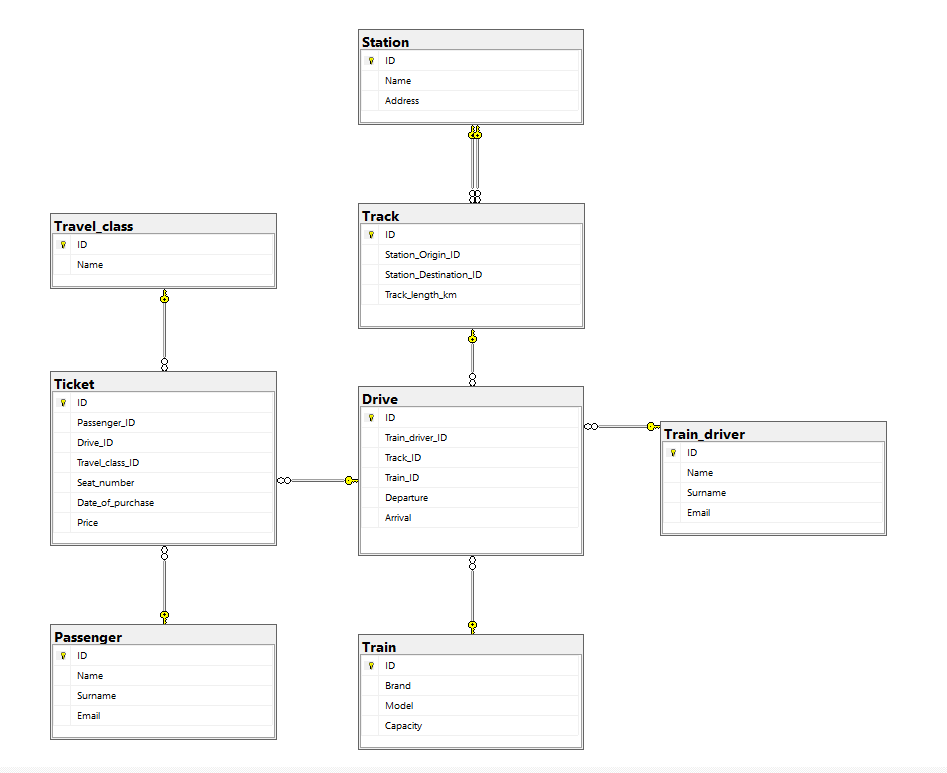 Station
ID
Name
Address
Travel_class
ID
Name
Track
ID
Station_Origin_ID
Station_Destination_ID
Track_length_km
Ticket
ID
Passenger_ID
Drive_ID
Travel_class_ID
Seat_number
Date_of_purchase
Price
Drive
ID
Train_driver_ID
Track_ID
Train_ID
Departure
Arrival
Train_driver
ID
Name
Surname
Email
Passenger
ID
Name
Surname
Email
Train
ID
Brand
Model
Capacity